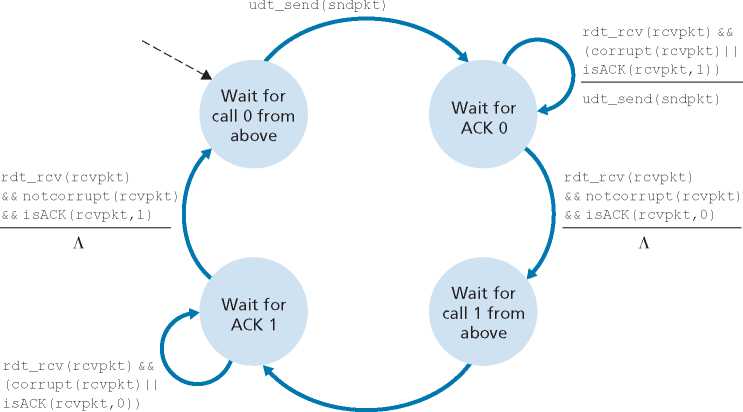 udt_send(sndpkt)
rdt_rcv(rcvpkt) &&
(corrupt(rcvpkt)||
isACK(rcvpkt,1))
udt_send(sndpkt)
Wait for
call 0 from
above
Wait for
ACK 0
rdt_rcv(rcvpkt)
&& notcorrupt(rcvpkt)
&& isACK(rcvpkt,1)
Λ
rdt_rcv(rcvpkt)
&& notcorrupt(rcvpkt)
&& isACK(rcvpkt,0)
Λ
Wait for
ACK 1
Wait for
call 1 from
above
rdt_rcv(rcvpkt) &&
(corrupt(rcvpkt)||
isACK(rcvpkt,0))